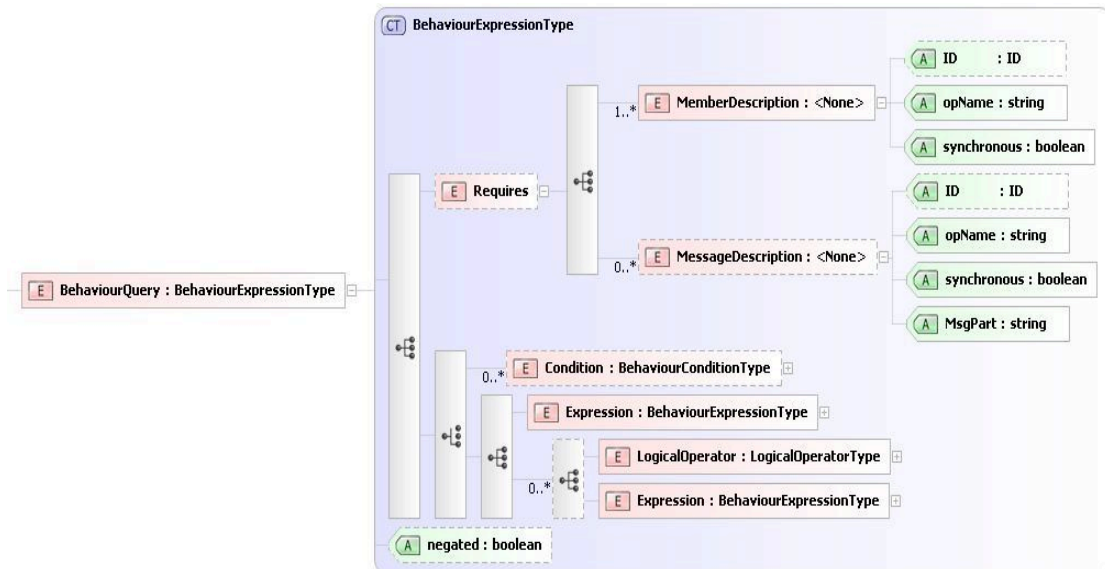 CT BehaviourExpressionType
A ID : ID
E MemberDescription : <None>
1..*
A opName : string
A synchronous : boolean
E Requires
A ID : ID
A opName : string
E MessageDescription : <None>
0..*
A synchronous : boolean
E BehaviourQuery : BehaviourExpressionType
A MsgPart : string
E Condition : BehaviourConditionType
0..*
E Expression : BehaviourExpressionType
E LogicalOperator : LogicalOperatorType
0..*
E Expression : BehaviourExpressionType
A negated : boolean